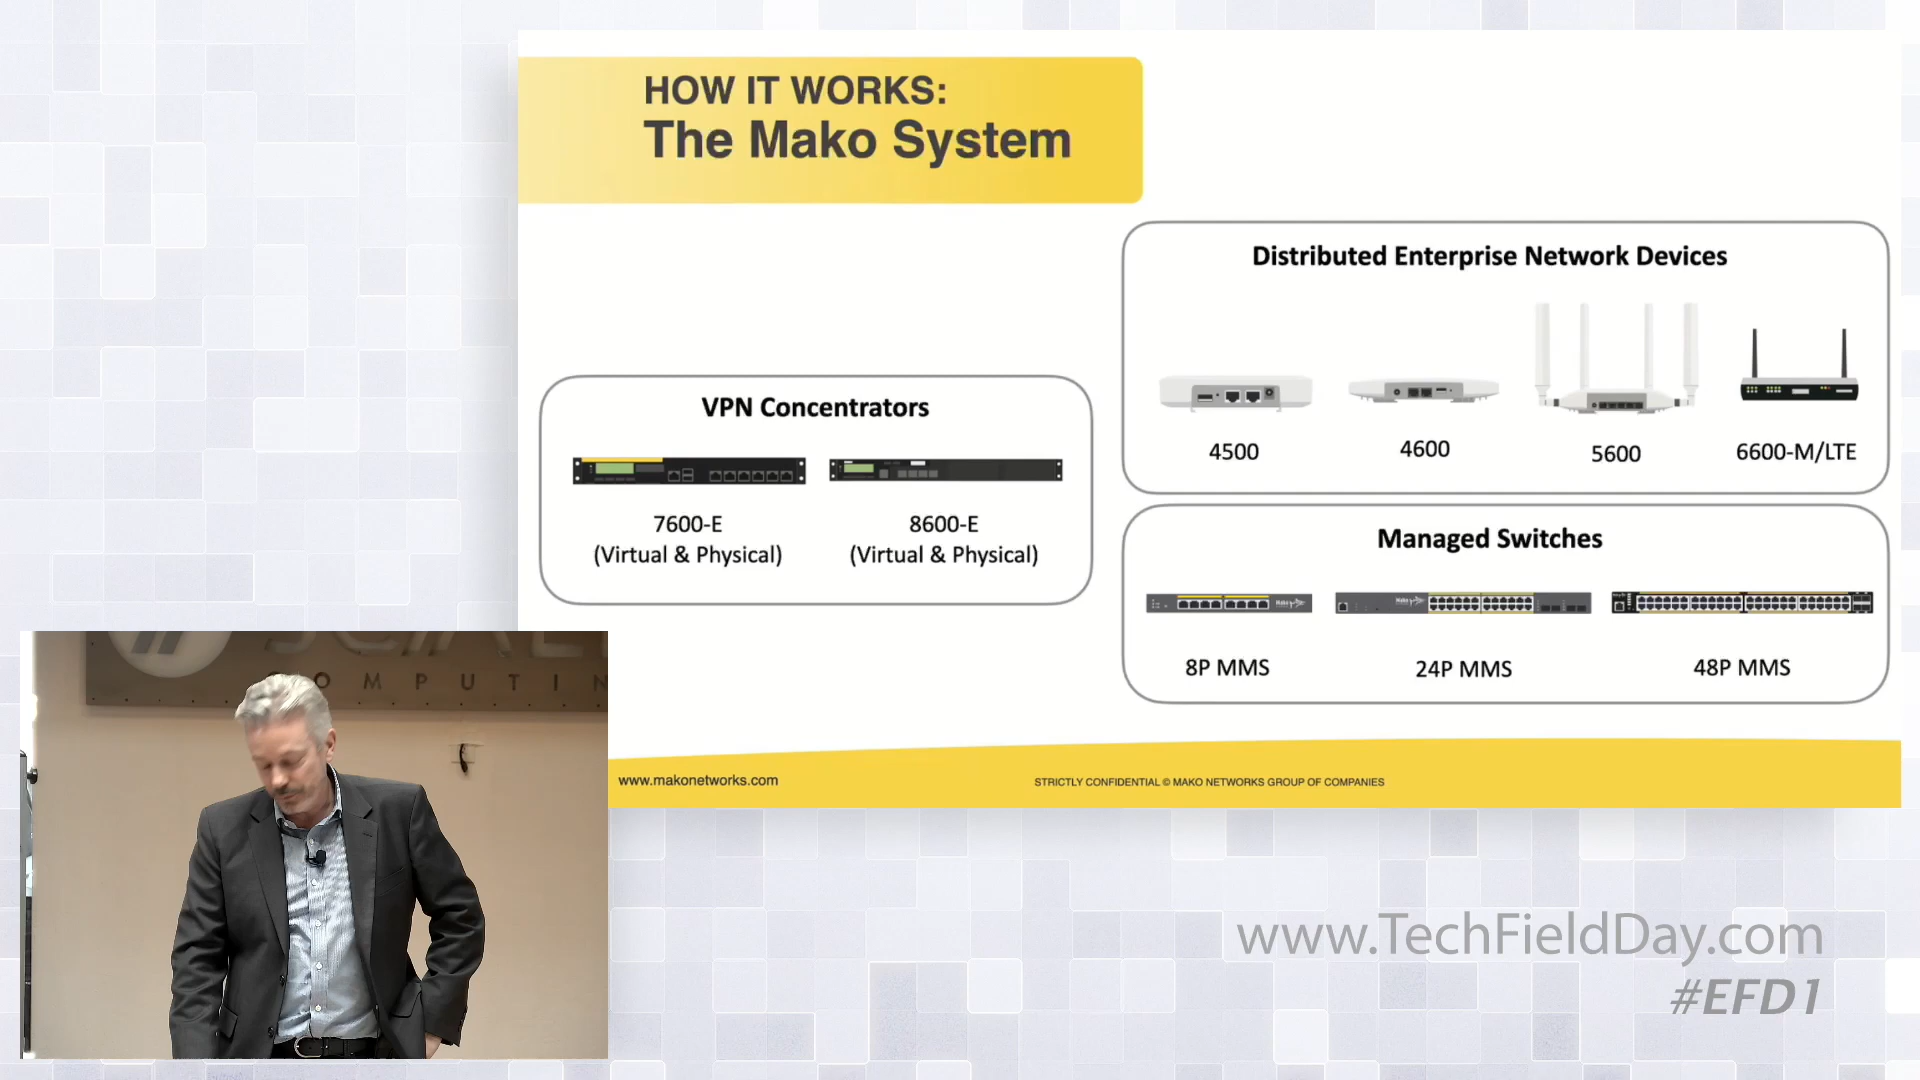 HOW IT WORKS:
The Mako System
Distributed Enterprise Network Devices
4500
4600
5600
6600-M/LTE
VPN Concentrators
7600-E
(Virtual & Physical)
8600-E
(Virtual & Physical)
Managed Switches
8P MMS
24P MMS
48P MMS
www.makonetworks.com
STRICTLY CONFIDENTIAL © MAKO NETWORKS GROUP OF COMPANIES
www.TechFieldDay.com
#EFD1